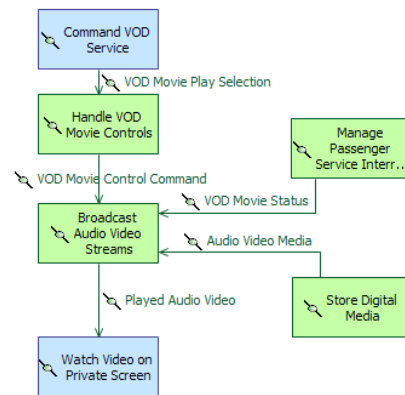 Command VOD
Service
VOD Movie Play Selection
Handle VOD
Movie Controls
Manage
Passenger
Service Interr..
VOD Movie Control Command
VOD Movie Status
Broadcast
Audio Video
Streams
Audio Video Media
Played Audio Video
Store Digital
Media
Watch Video on
Private Screen